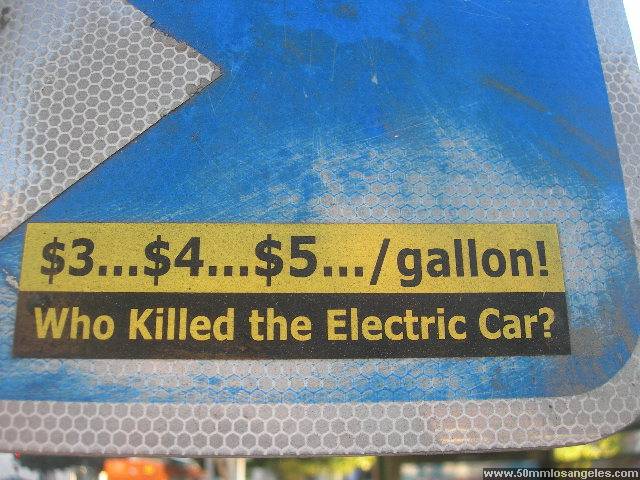 $3...$4...$5.../gallon!
Who Killed the Electric Car?
www.50mmlosangeles.com